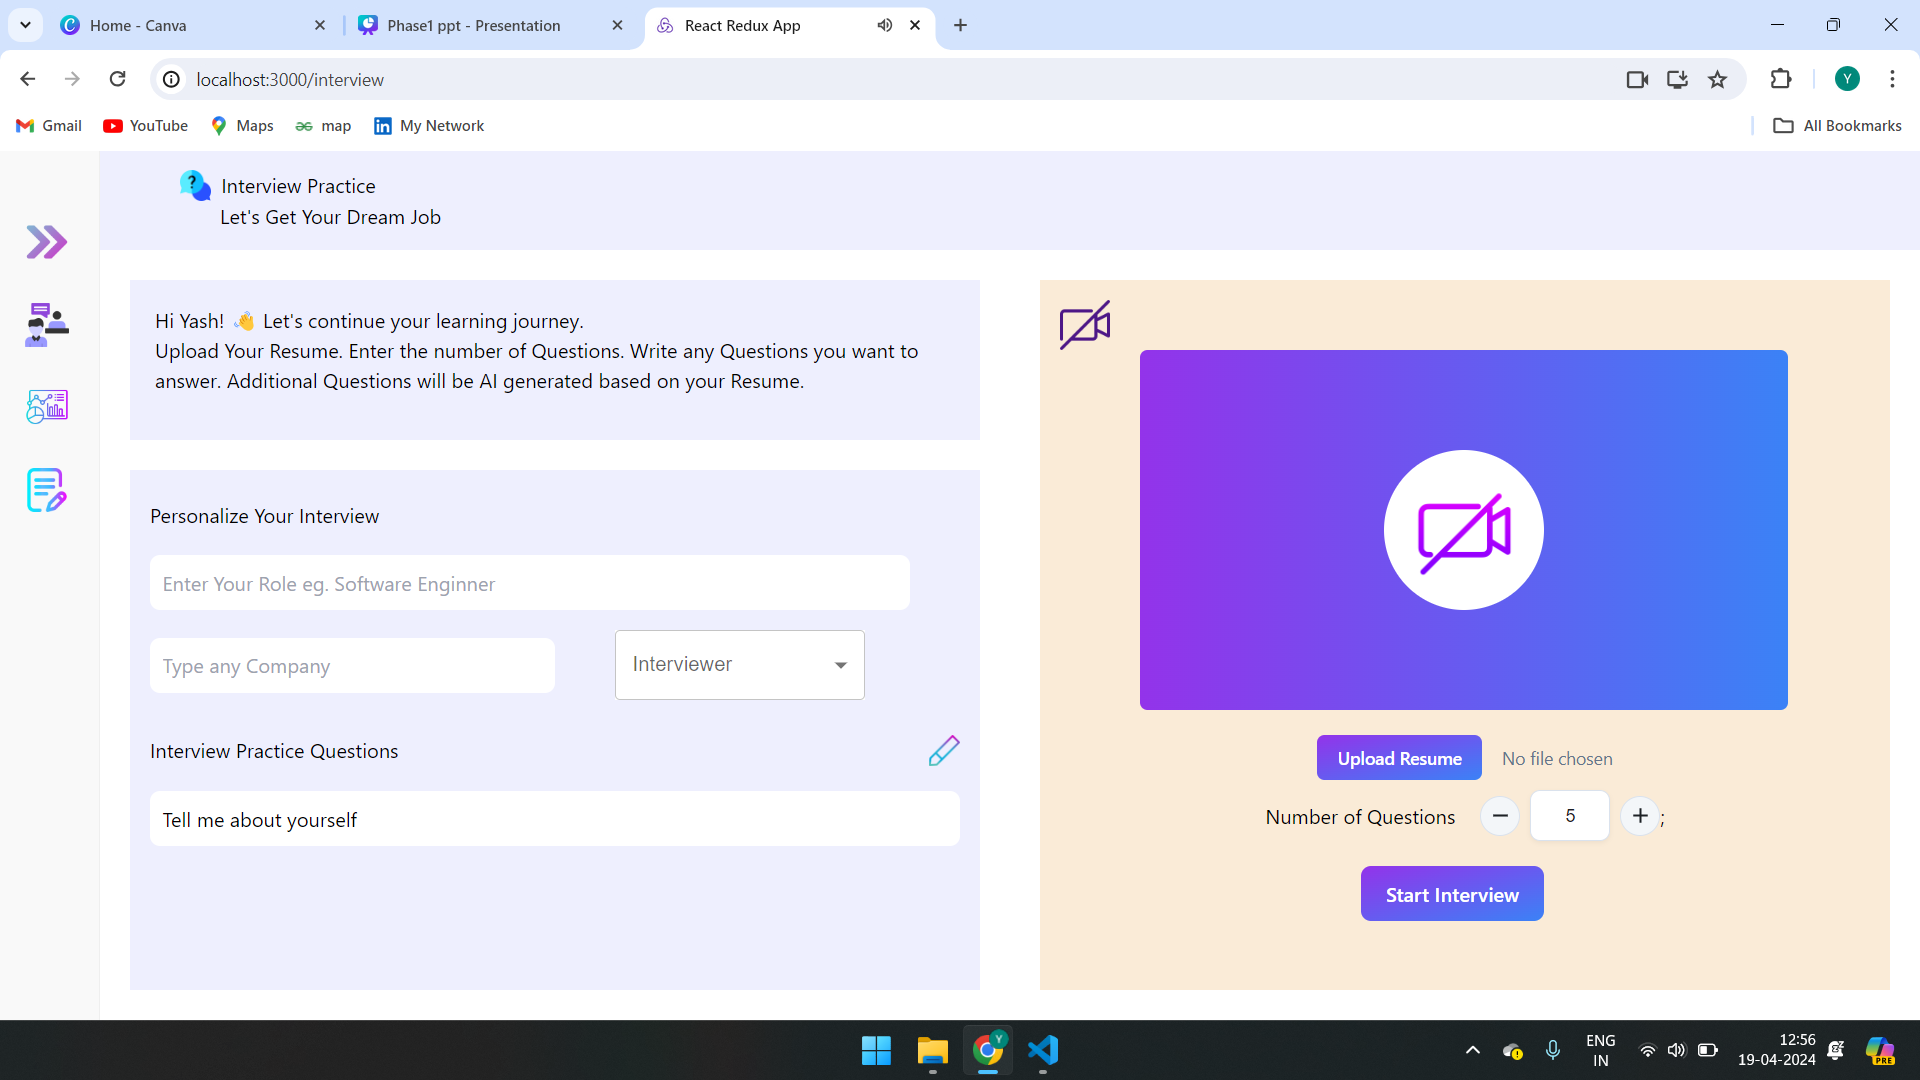 Home - Canva
Phase1 ppt - Presentation
React Redux App
localhost:3000/interview
Y
Gmail
YouTube
Maps
map
My Network
All Bookmarks
Interview Practice
Let's Get Your Dream Job
Hi Yash! 👋 Let's continue your learning journey.
Upload Your Resume. Enter the number of Questions. Write any Questions you want to
answer. Additional Questions will be AI generated based on your Resume.
Personalize Your Interview
Enter Your Role eg. Software Enginner
Type any Company
Interviewer
Interview Practice Questions
Tell me about yourself
Upload Resume
No file chosen
Number of Questions
5
;
Start Interview
Y
ENG
IN
12:56
19-04-2024
PRE